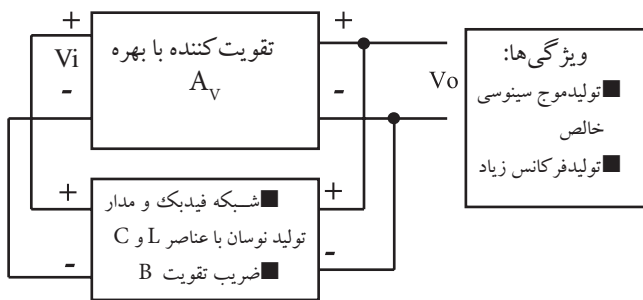 +
Vi
-
تقویت‌کننده با بهره
A_V
+
-
Vo
ویژگی‌ها:
■تولیدموج سینوسی
خالص
■تولیدفرکانس زیاد
+
-
■شـبکه فیدبک و مدار
تولید نوسان با عناصر L و C
■ضریب تقویت B
+
-